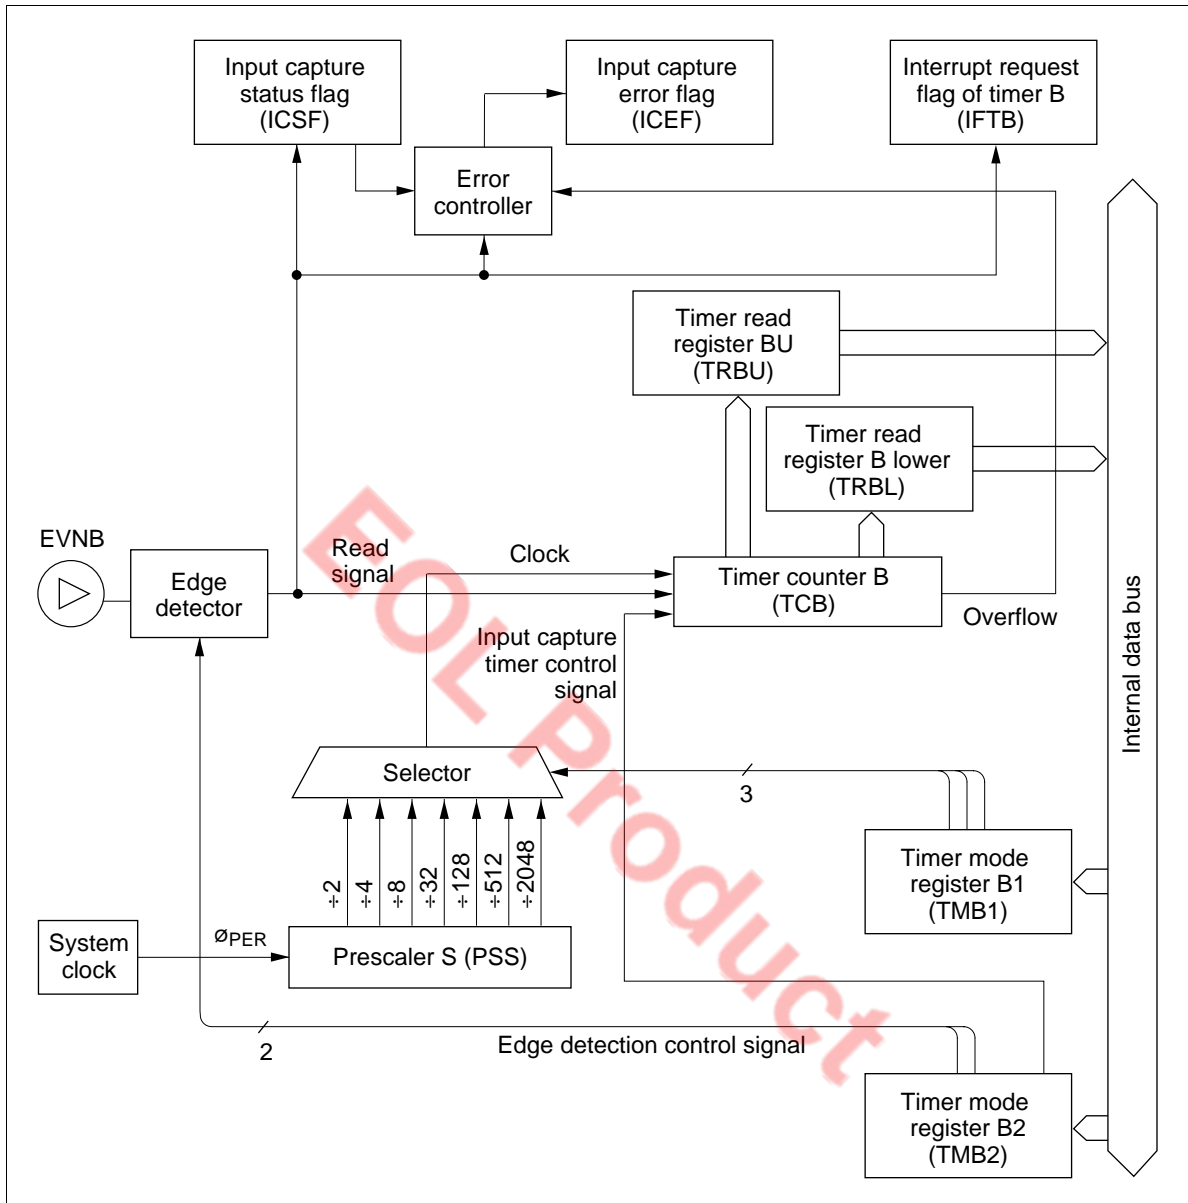 Input capture
status flag
(ICSF)
Input capture
error flag
(ICEF)
Interrupt request
flag of timer B
(IFTB)
Error
controller
Timer read
register BU
(TRBU)
Timer read
register B lower
(TRBL)
EVNB
Edge
detector
Read
signal
Clock
Timer counter B
(TCB)
Overflow
Input capture
timer control
signal
Internal data bus
Selector
3
÷2
÷4
÷8
÷32
÷128
÷512
÷2048
Timer mode
register B1
(TMB1)
System
clock
øPER
Prescaler S (PSS)
2
Edge detection control signal
Timer mode
register B2
(TMB2)
EOL Product